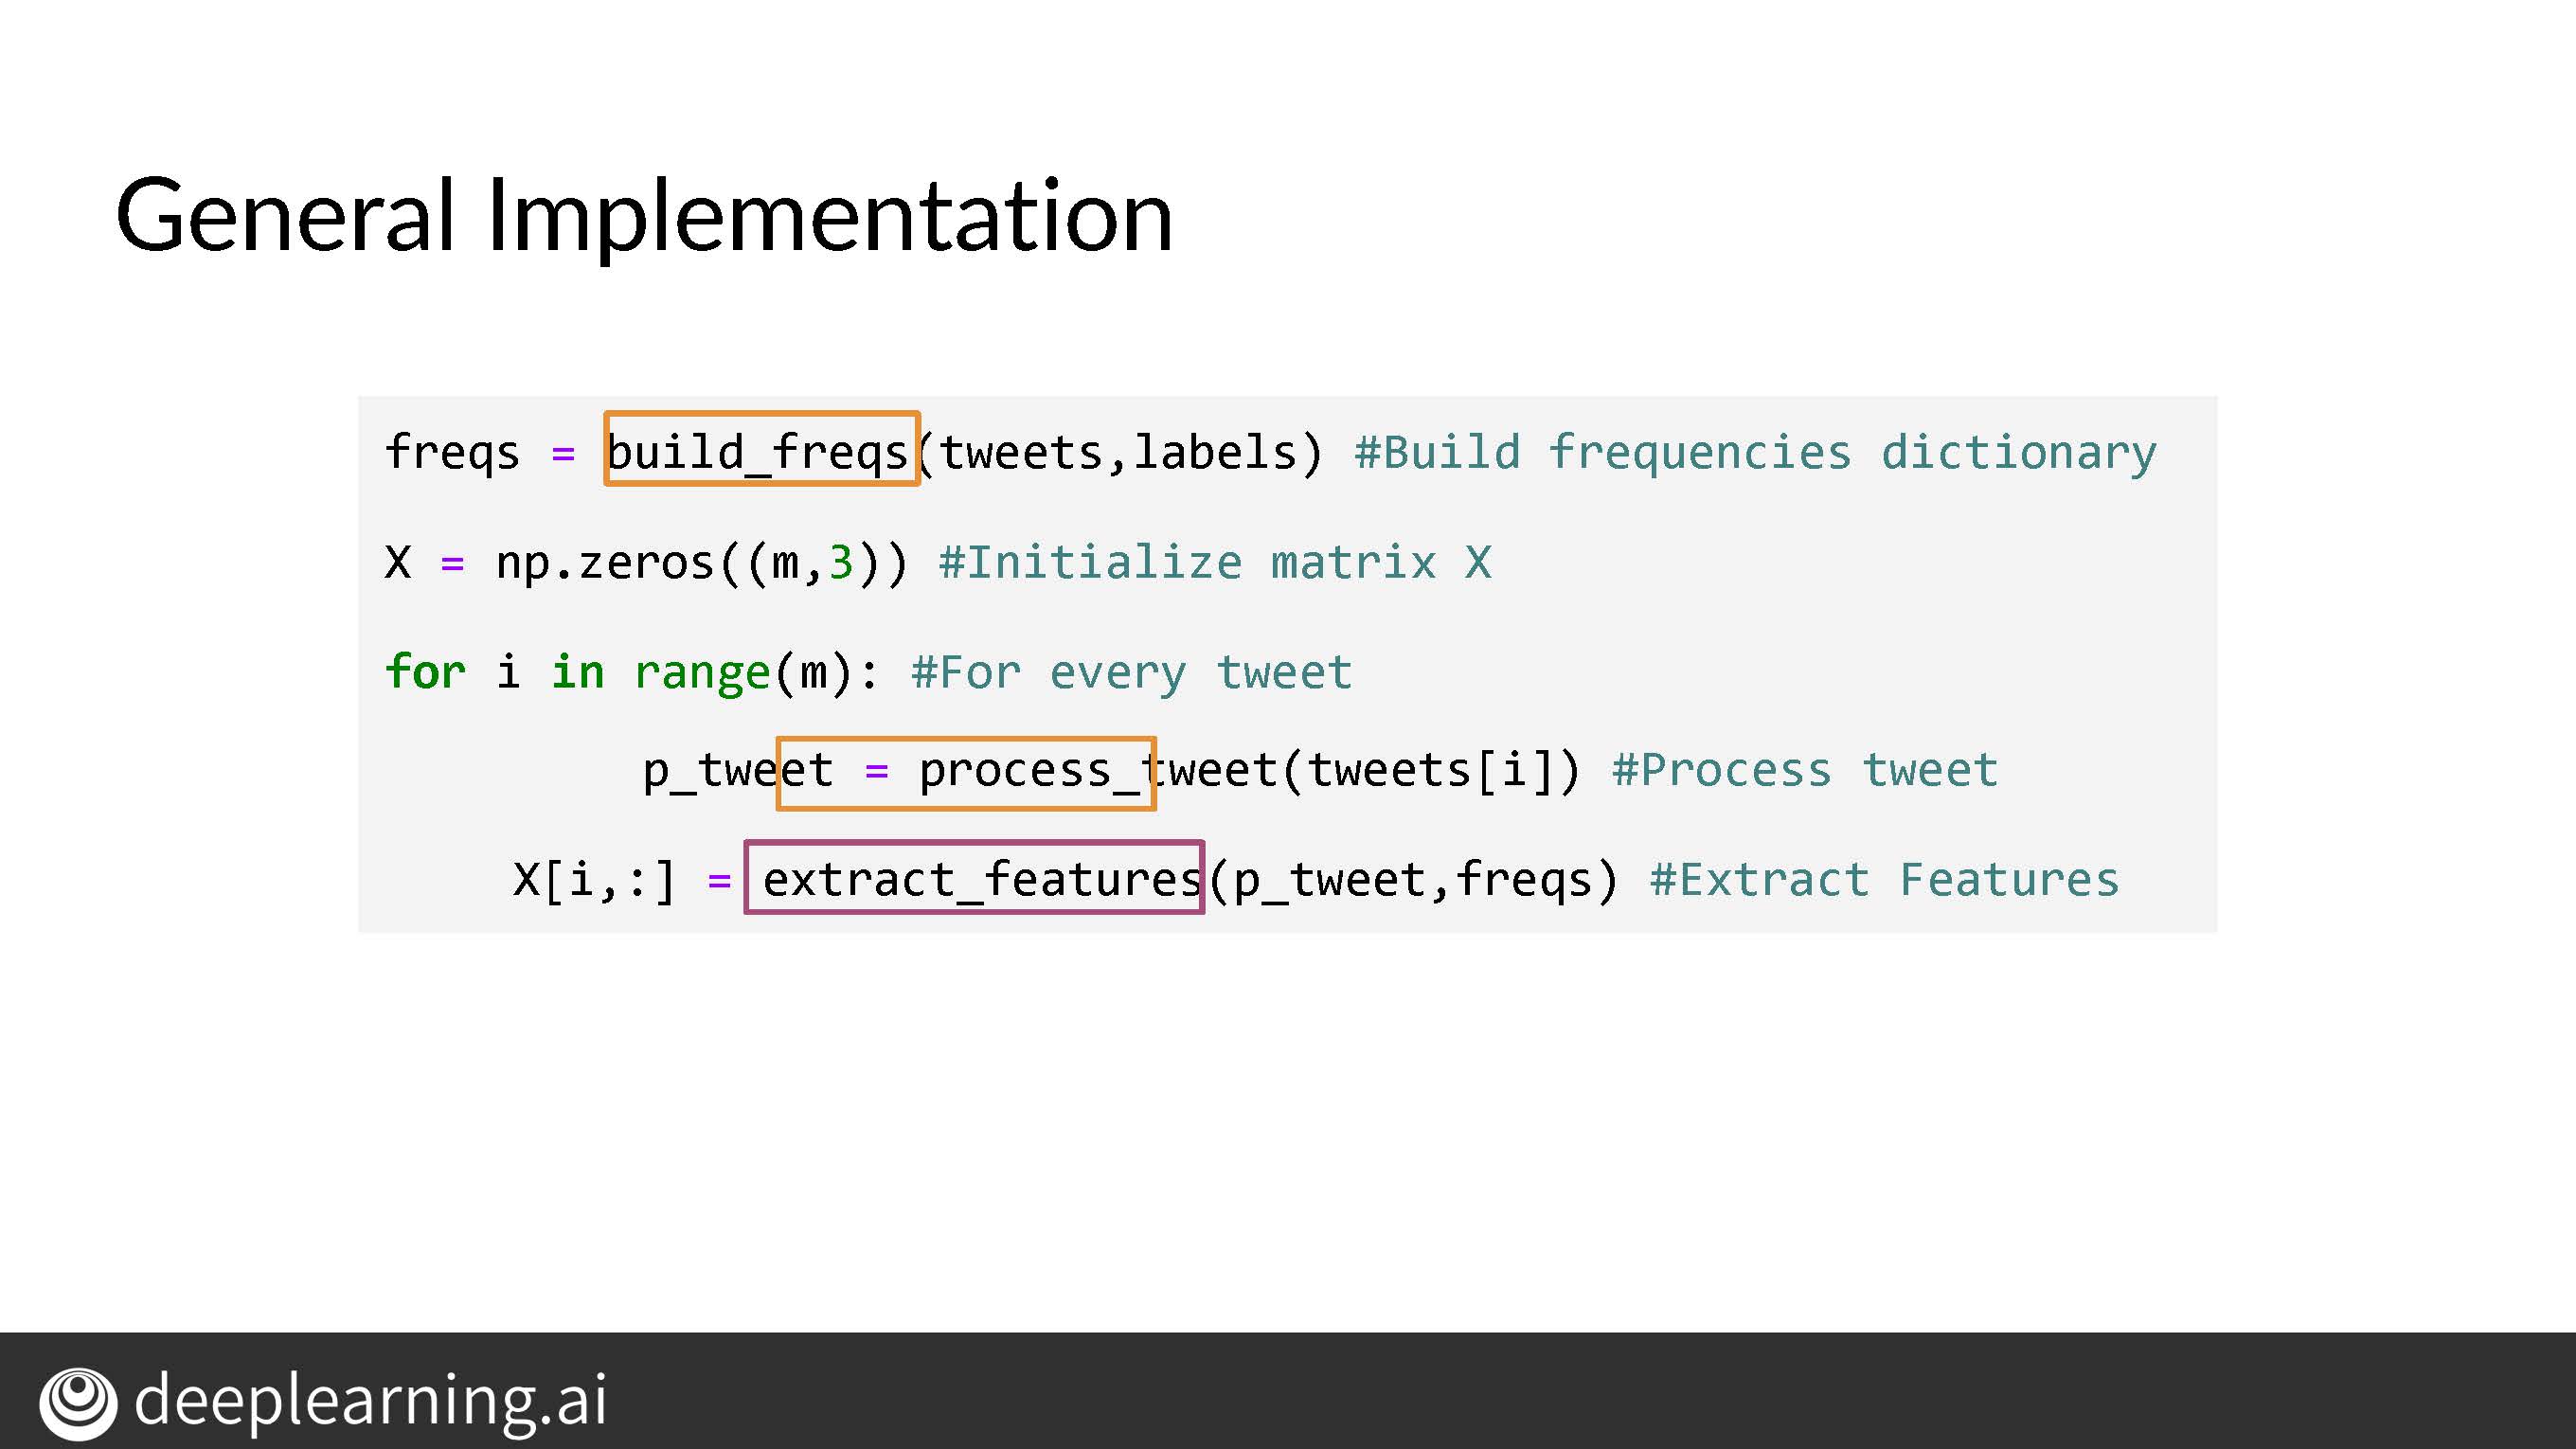 General Implementation
freqs = build_freqs(tweets,labels) #Build frequencies dictionary
X = np.zeros((m,3)) #Initialize matrix X
for i in range(m): #For every tweet
p_tweet = process_tweet(tweets[i]) #Process tweet
X[i,:] = extract_features(p_tweet,freqs) #Extract Features
deeplearning.ai